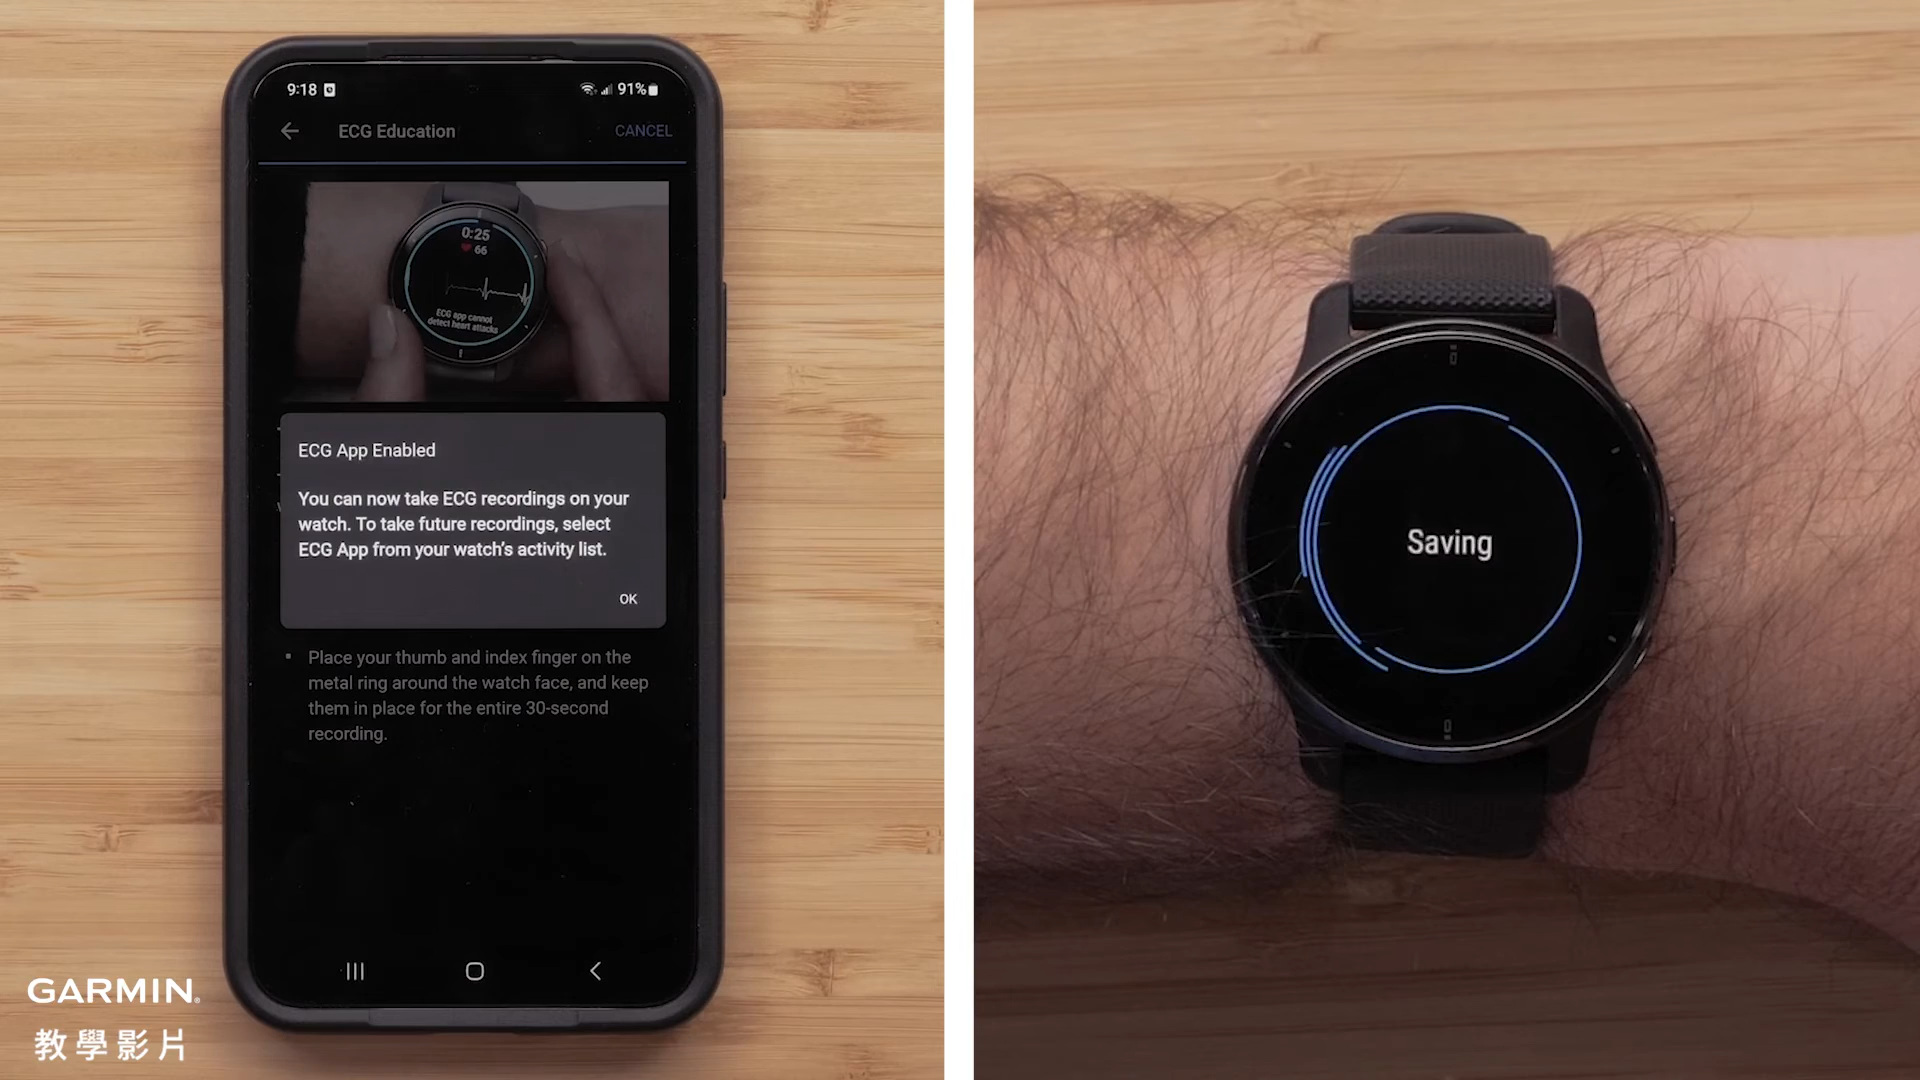 9:18
91%
ECG Education
CANCEL
0:25
66
ECG app cannot
detect heart attacks
ECG App Enabled
You can now take ECG recordings on your
watch. To take future recordings, select
ECG App from your watch's activity list.
OK
Place your thumb and index finger on the
metal ring around the watch face, and keep
them in place for the entire 30-second
recording.
GARMIN
教學影片
Saving